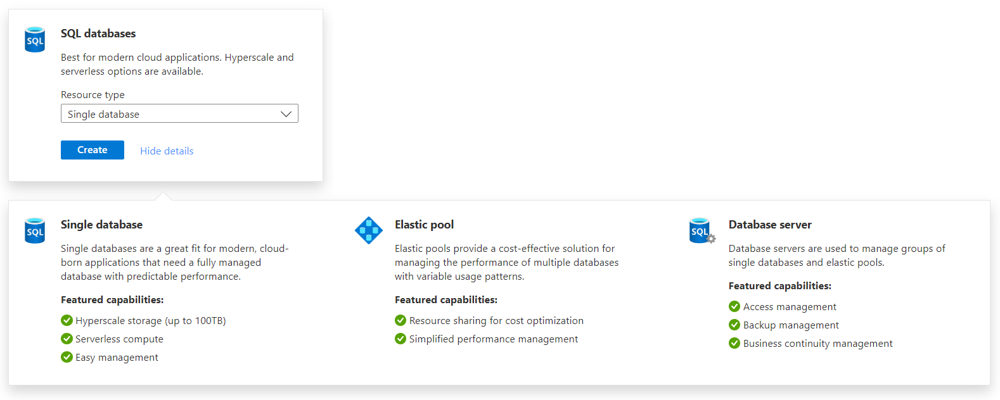 SQL
SQL databases
Best for modern cloud applications. Hyperscale and
serverless options are available.
Resource type
Single database
Create
Hide details
SQL
Single database
Single databases are a great fit for modern, cloud-
born applications that need a fully managed
database with predictable performance.
Featured capabilities:
Hyperscale storage (up to 100TB)
Serverless compute
Easy management
Elastic pool
Elastic pools provide a cost-effective solution for
managing the performance of multiple databases
with variable usage patterns.
Featured capabilities:
Resource sharing for cost optimization
Simplified performance management
SQL
Database server
Database servers are used to manage groups of
single databases and elastic pools.
Featured capabilities:
Access management
Backup management
Business continuity management